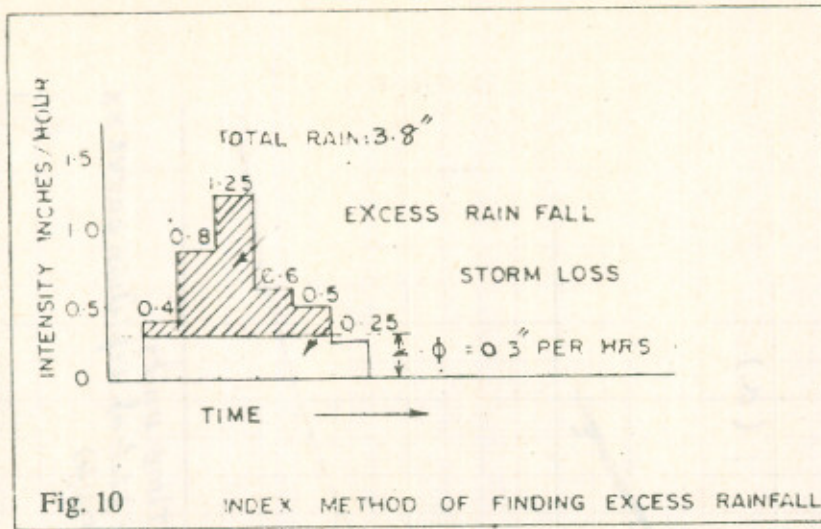 TOTAL RAIN: 3.8"
INTENSITY INCHES/HOUR
1.5
1.0
0.5
0
0.4
0.8
1.25
0.6
0.5
0.25
EXCESS RAIN FALL
STORM LOSS
ϕ = 0.3" PER HRS
TIME
Fig. 10 INDEX METHOD OF FINDING EXCESS RAINFALL